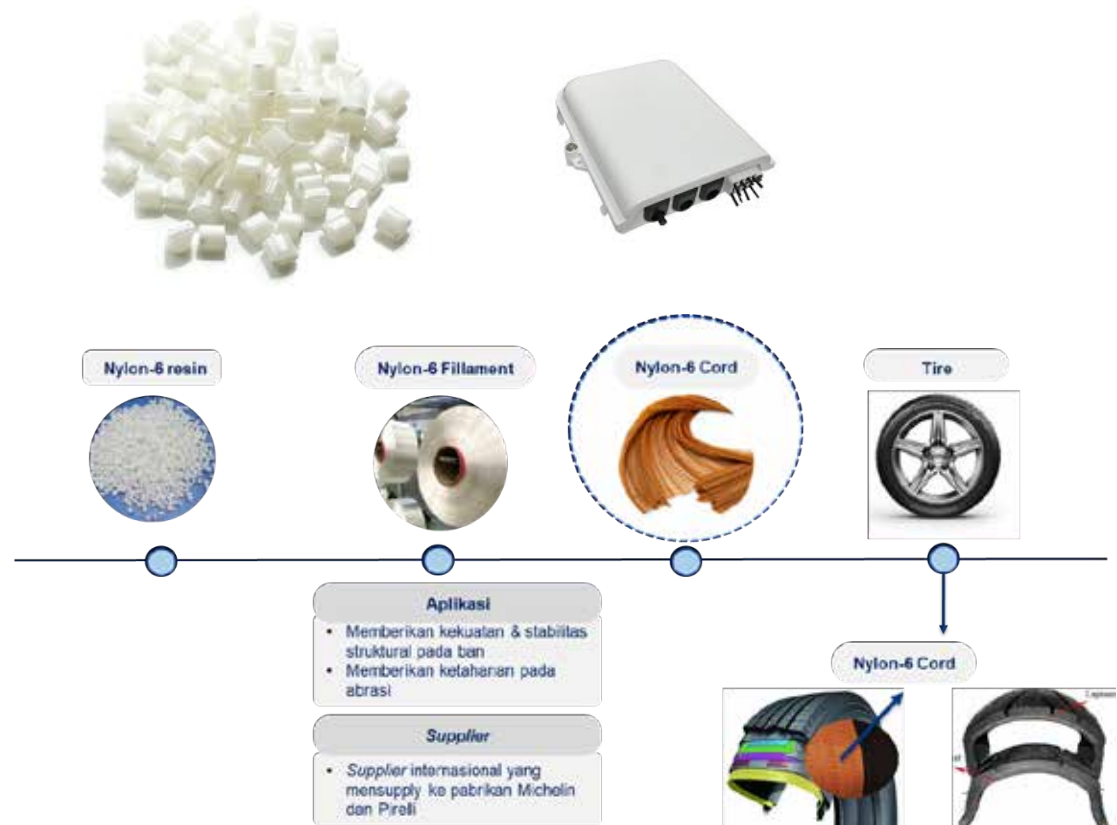 Nylon-6 resin
Nylon-6 Fillament
Nylon-6 Cord
Tire
Aplikasi
• Memberikan kekuatan & stabilitas
struktural pada ban
• Memberikan ketahanan pada
abrasi
Supplier
• Supplier internasional yang
mensupply ke pabrikan Michelin
dan Pirelli
Nylon-6 Cord